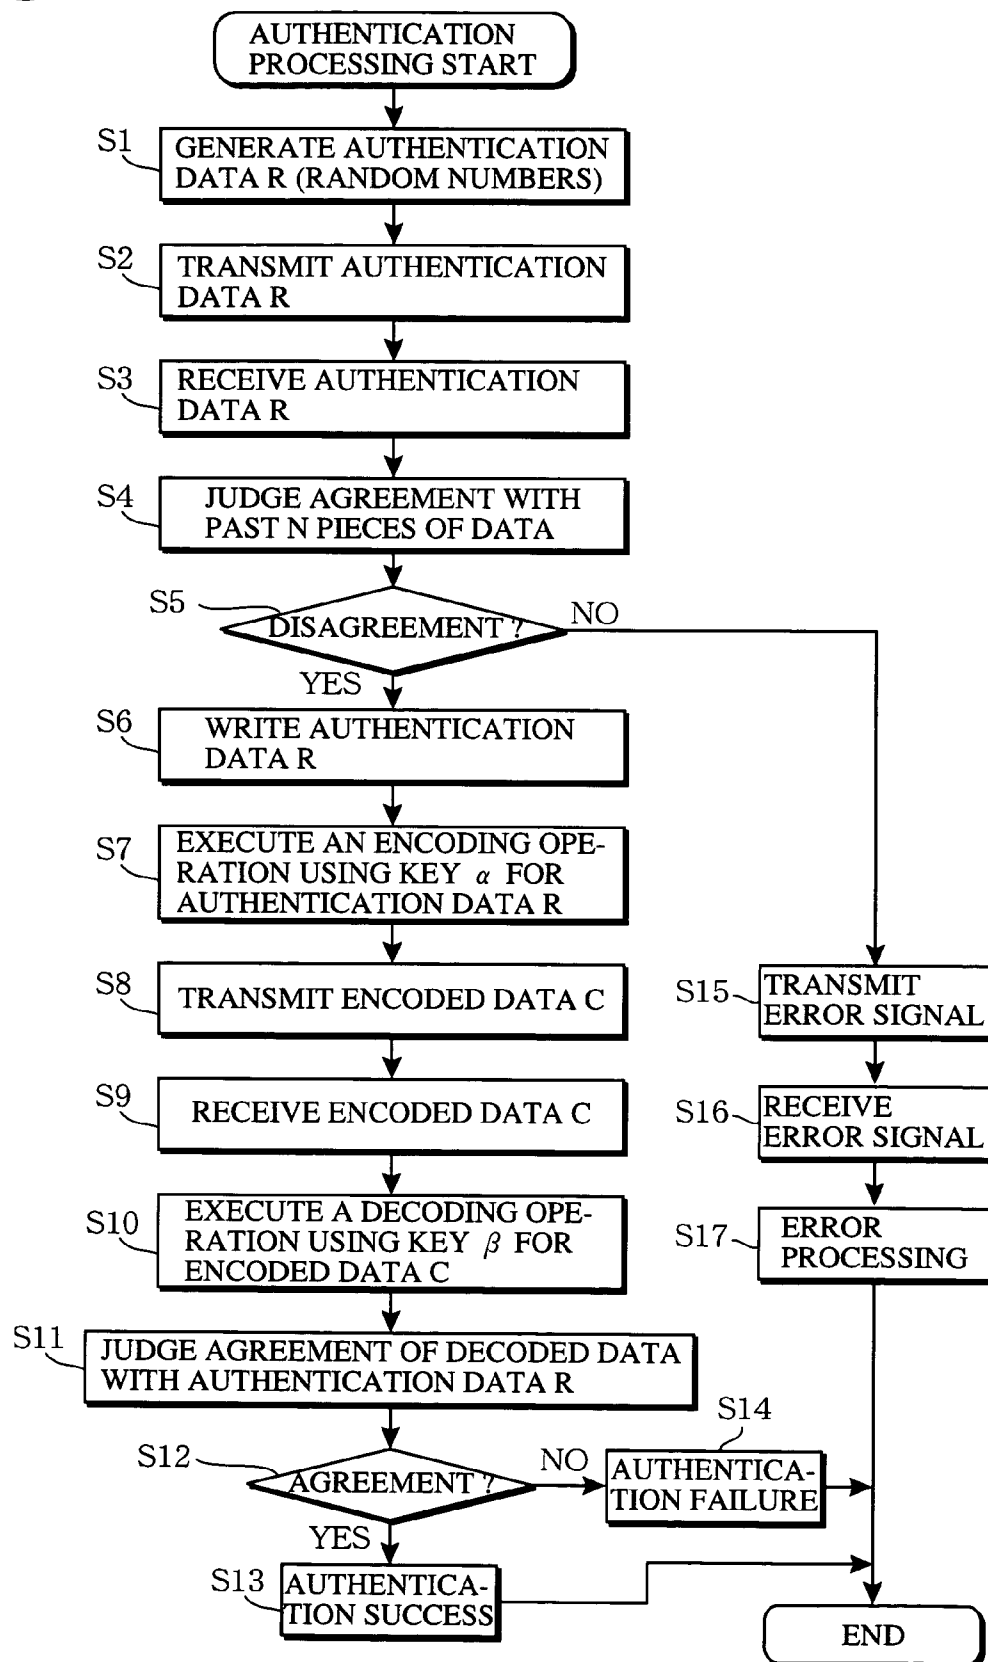 AUTHENTICATION
PROCESSING START
S1
GENERATE AUTHENTICATION
DATA R (RANDOM NUMBERS)
S2
TRANSMIT AUTHENTICATION
DATA R
S3
RECEIVE AUTHENTICATION
DATA R
S4
JUDGE AGREEMENT WITH
PAST N PIECES OF DATA
S5
DISAGREEMENT ?
NO
YES
S6
WRITE AUTHENTICATION
DATA R
S7
EXECUTE AN ENCODING OPE-
RATION USING KEY α FOR
AUTHENTICATION DATA R
S8
TRANSMIT ENCODED DATA C
S9
RECEIVE ENCODED DATA C
S10
EXECUTE A DECODING OPE-
RATION USING KEY β FOR
ENCODED DATA C
S11
JUDGE AGREEMENT OF DECODED DATA
WITH AUTHENTICATION DATA R
S12
AGREEMENT ?
NO
YES
S14
AUTHENTICA-
TION FAILURE
S13
AUTHENTICA-
TION SUCCESS
S15
TRANSMIT
ERROR SIGNAL
S16
RECEIVE
ERROR SIGNAL
S17
ERROR
PROCESSING
END